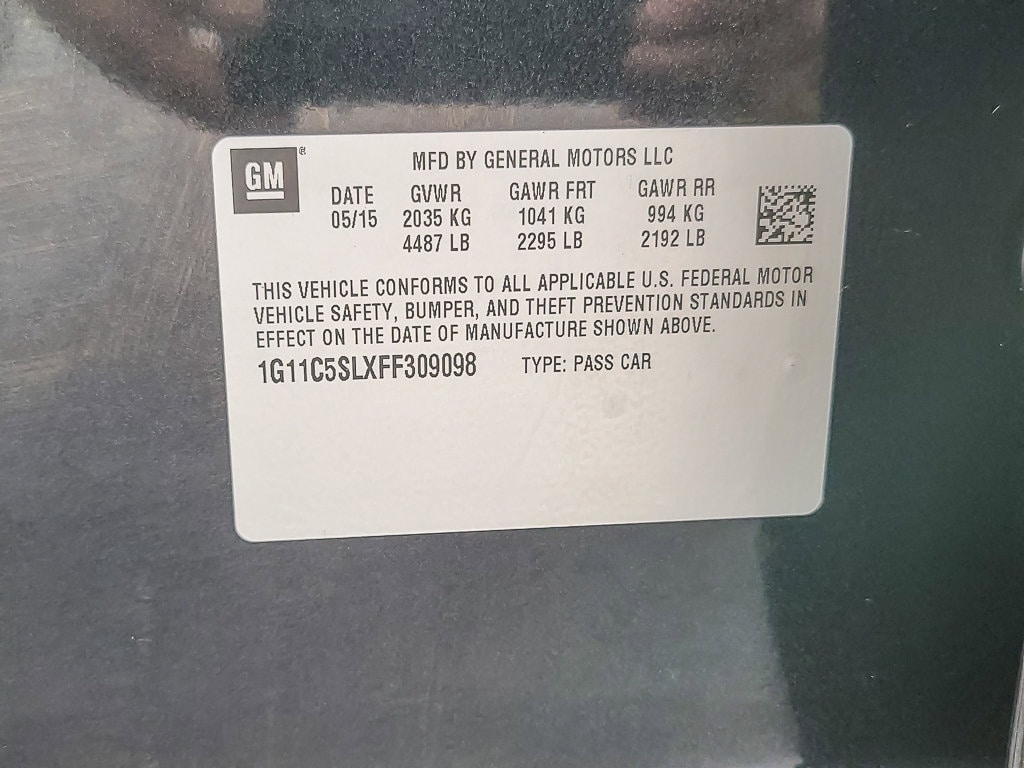 GM®
MFD BY GENERAL MOTORS LLC
DATE GVWR GAWR FRT GAWR RR
05/15 2035 KG 1041 KG 994 KG
4487 LB 2295 LB 2192 LB
THIS VEHICLE CONFORMS TO ALL APPLICABLE U.S. FEDERAL MOTOR
VEHICLE SAFETY, BUMPER, AND THEFT PREVENTION STANDARDS IN
EFFECT ON THE DATE OF MANUFACTURE SHOWN ABOVE.
1G11C5SLXFF309098 TYPE: PASS CAR